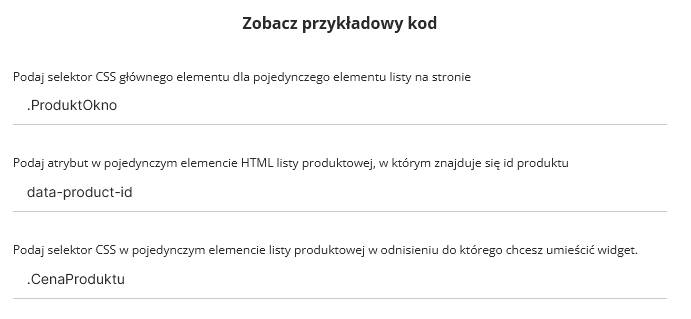 Zobacz przykładowy kod
Podaj selektor CSS głównego elementu dla pojedynczego elementu listy na stronie
.ProduktOkno
Podaj atrybut w pojedynczym elemencie HTML listy produktowej, w którym znajduje się id produktu
data-product-id
Podaj selektor CSS w pojedynczym elemencie listy produktowej w odnisieniu do którego chcesz umieścić widget.
.CenaProduktu